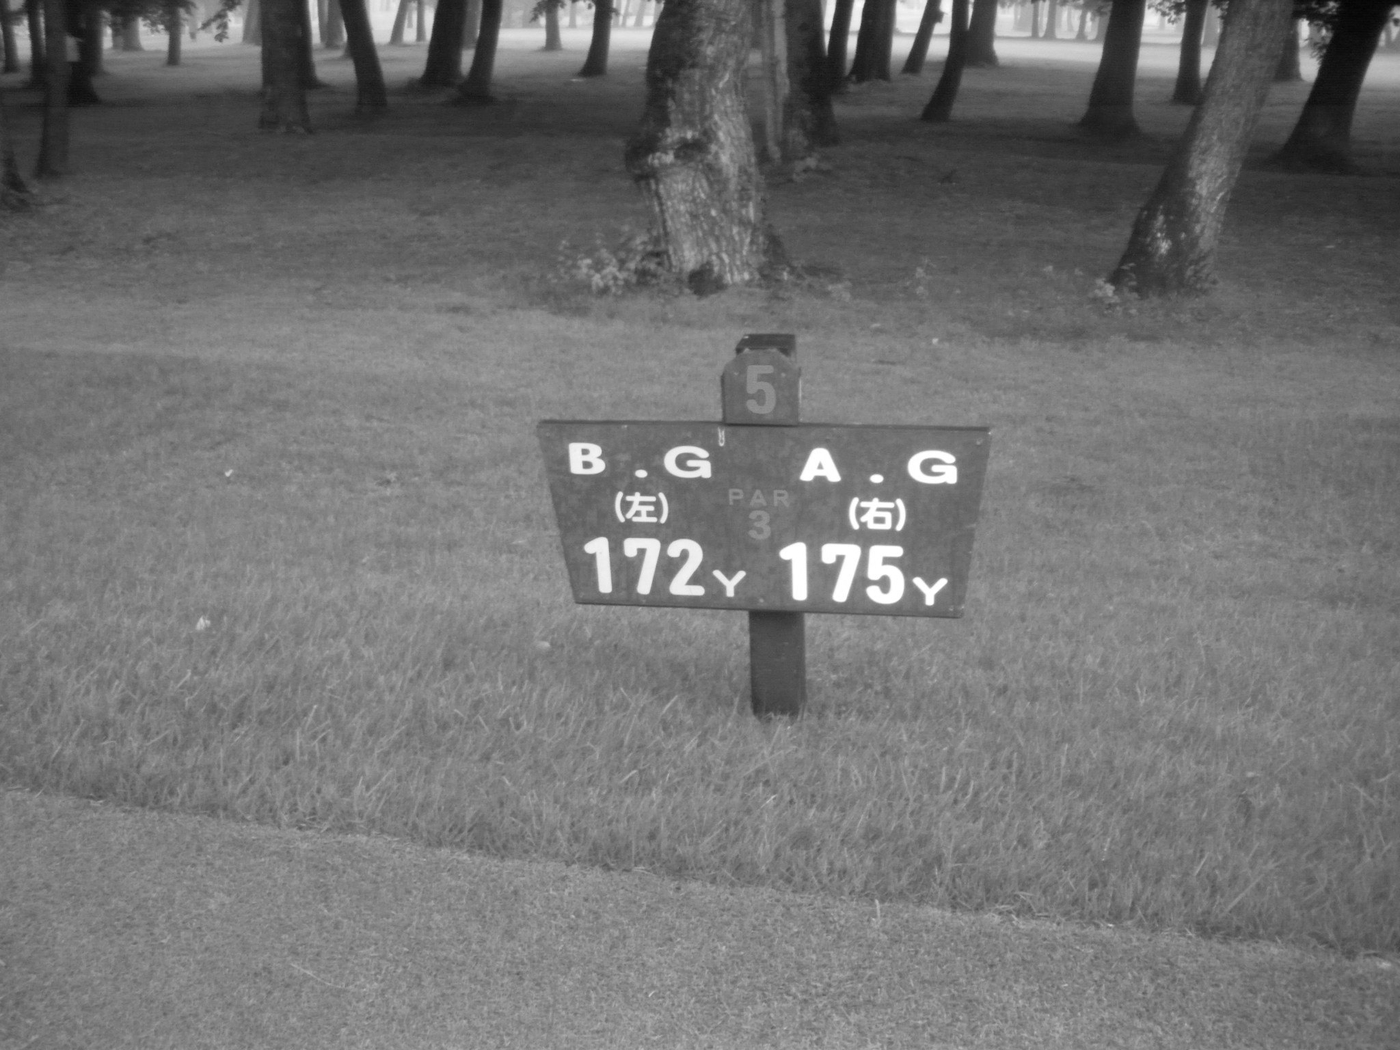 5
B.G A.G
(左) PAR (右)
3
172Y 175Y